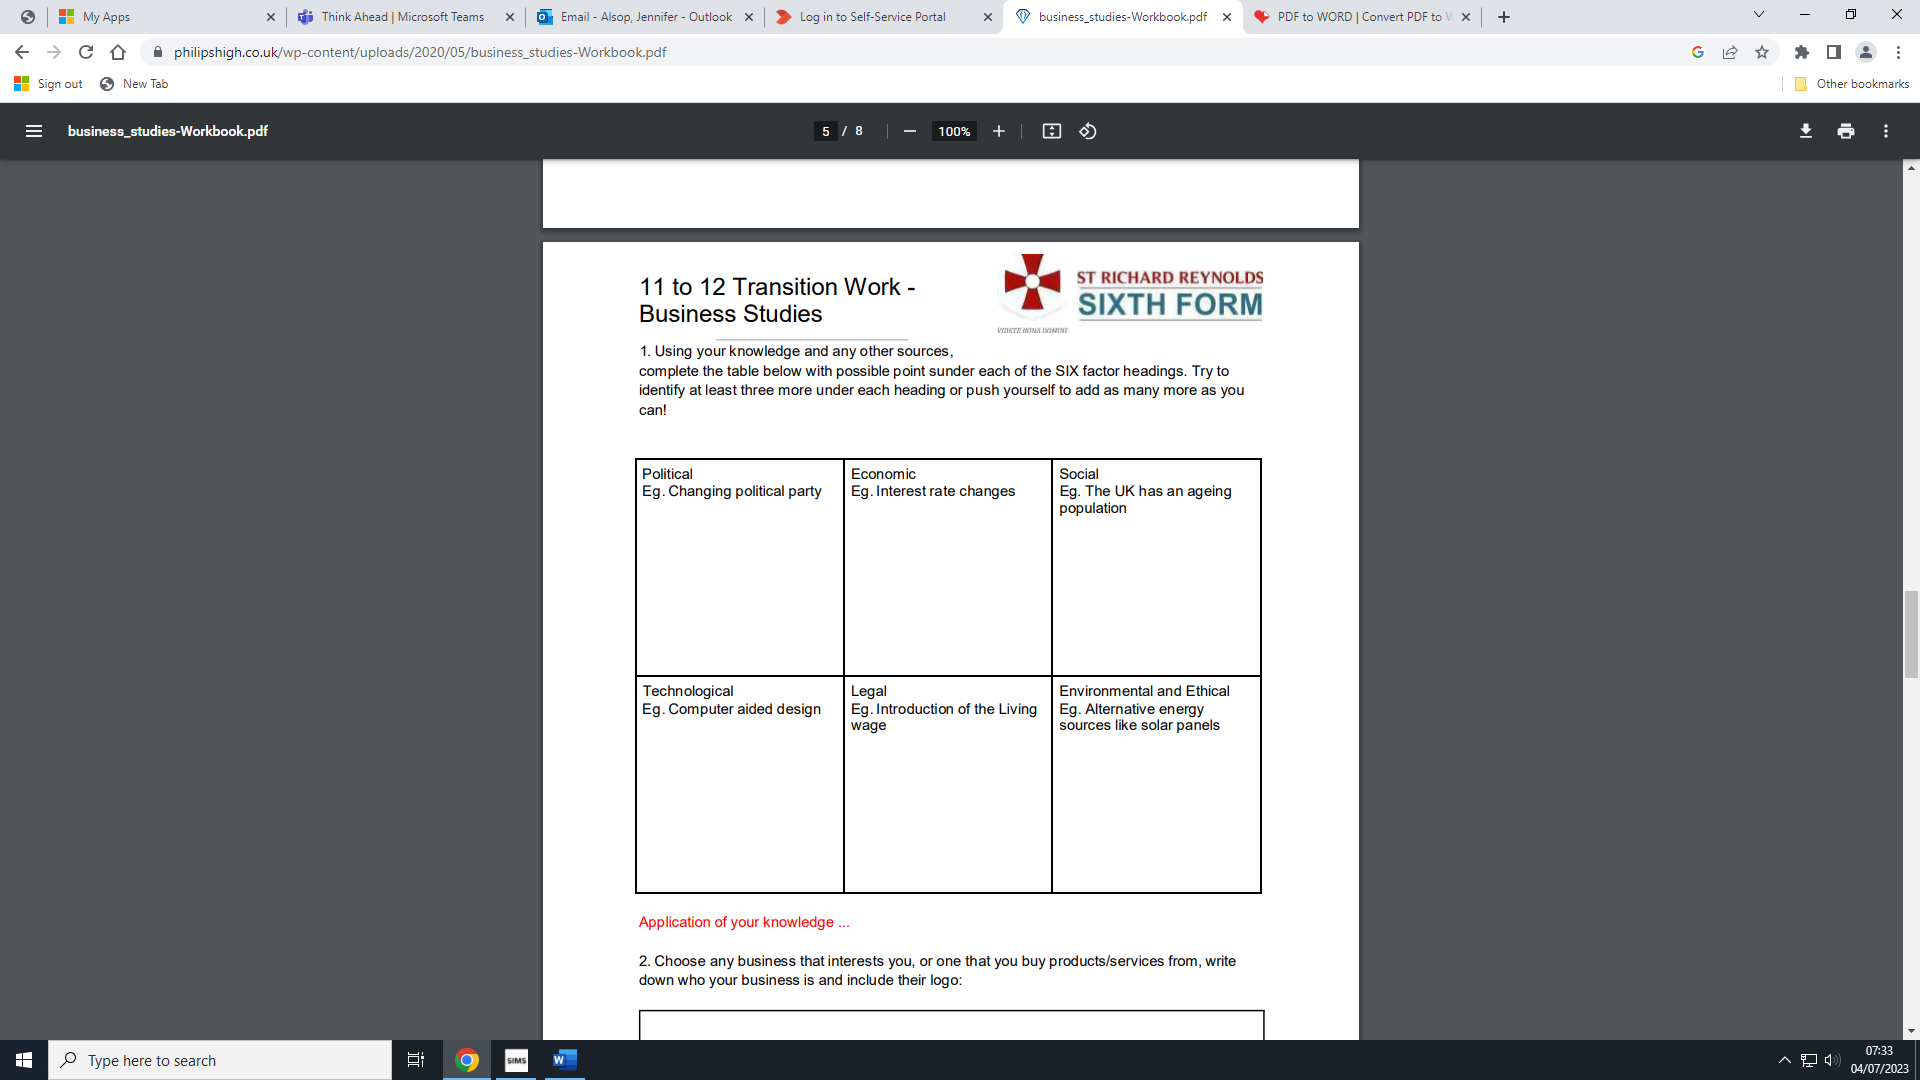 My Apps
Think Ahead | Microsoft Teams
Email - Alsop, Jennifer - Outlook
Log in to Self-Service Portal
business_studies-Workbook.pdf
PDF to WORD | Convert PDF to W
philipshigh.co.uk/wp-content/uploads/2020/05/business_studies-Workbook.pdf
Sign out
New Tab
Other bookmarks
business_studies-Workbook.pdf
5 / 8
100%
11 to 12 Transition Work -
Business Studies
ST RICHARD REYNOLDS
SIXTH FORM
VIDETE BONA DOMINI
1. Using your knowledge and any other sources,
complete the table below with possible point sunder each of the SIX factor headings. Try to
identify at least three more under each heading or push yourself to add as many more as you
can!
Political
Eg. Changing political party
Economic
Eg. Interest rate changes
Social
Eg. The UK has an ageing
population
Technological
Eg. Computer aided design
Legal
Eg. Introduction of the Living
wage
Environmental and Ethical
Eg. Alternative energy
sources like solar panels
Application of your knowledge ...
2. Choose any business that interests you, or one that you buy products/services from, write
down who your business is and include their logo:
Type here to search
SIMS
W
07:33
04/07/2023